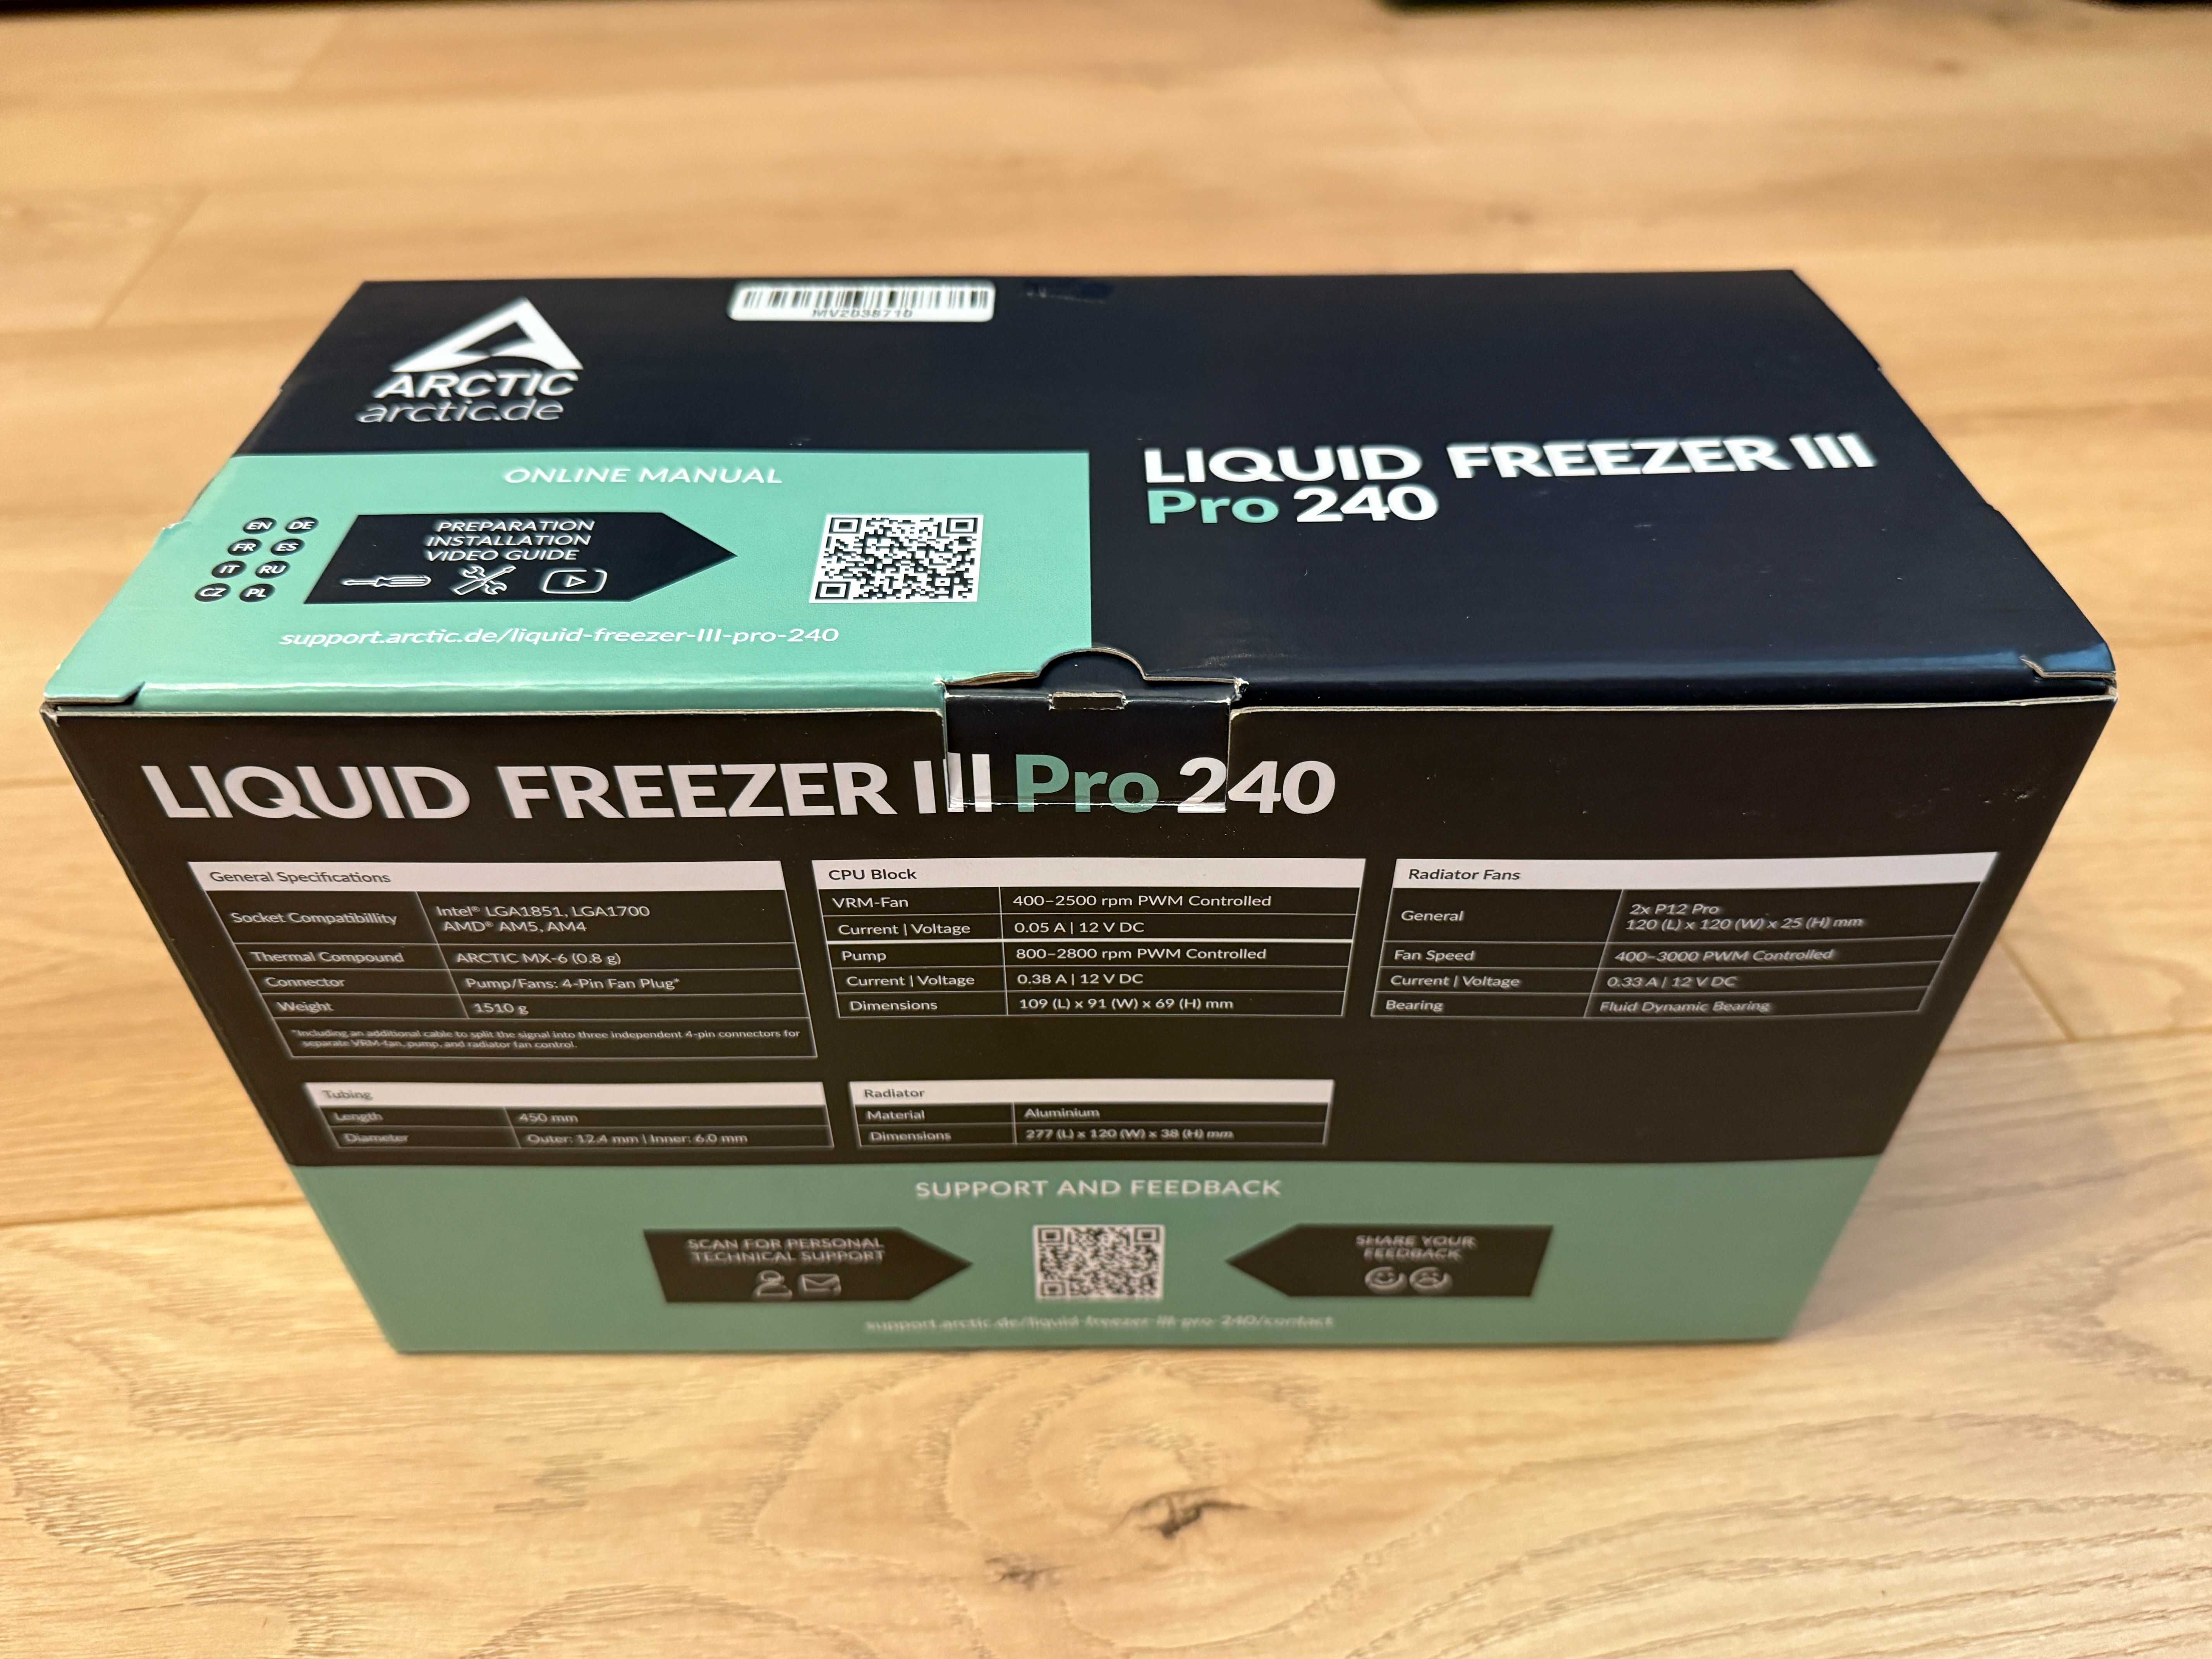 ARCTIC
arctic.de
ONLINE MANUAL
EN DE
FR ES
IT RU
CZ PL
PREPARATION
INSTALLATION
VIDEO GUIDE
support.arctic.de/liquid-freezer-III-pro-240
LIQUID FREEZER III
Pro 240
LIQUID FREEZER III Pro 240
General Specifications
Socket Compatibillity
Intel® LGA1851, LGA1700
AMD® AM5, AM4
Thermal Compound ARCTIC MX-6 (0.8 g)
Connector Pump/Fans: 4-Pin Fan Plug*
Weight 1510 g
*Including an additional cable to split the signal into three independent 4-pin connectors for
separate VRM-fan, pump, and radiator fan control.
CPU Block
VRM-Fan 400–2500 rpm PWM Controlled
Current | Voltage 0.05 A | 12 V DC
Pump 800–2800 rpm PWM Controlled
Current | Voltage 0.38 A | 12 V DC
Dimensions 109 (L) x 91 (W) x 69 (H) mm
Radiator Fans
General
2x P12 Pro
120 (L) x 120 (W) x 25 (H) mm
Fan Speed 400–3000 PWM Controlled
Current | Voltage 0.33 A | 12 V DC
Bearing Fluid Dynamic Bearing
Tubing
Length 450 mm
Diameter Outer: 12.4 mm | Inner: 6.0 mm
Radiator
Material Aluminium
Dimensions 277 (L) x 120 (W) x 38 (H) mm
SUPPORT AND FEEDBACK
SCAN FOR PERSONAL
TECHNICAL SUPPORT
SHARE YOUR
FEEDBACK
support.arctic.de/liquid-freezer-III-pro-240/contact